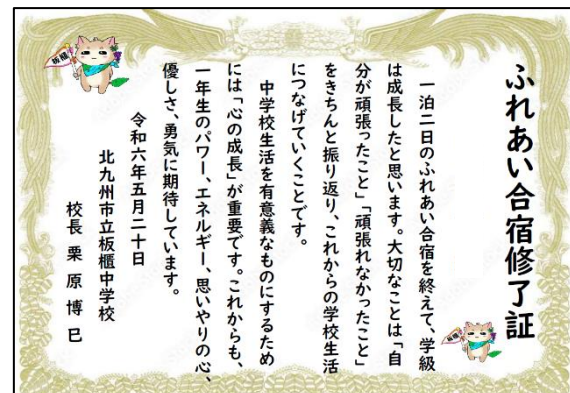 ふれあい合宿修了証
一泊二日のふれあい合宿を終えて、学級
は成長したと思います。大切なことは「自
分が頑張ったこと」「頑張れなかったこと」
をきちんと振り返り、これからの学校生活
につなげていくことです。
中学校生活を有意義なものにするため
には「心の成長」が重要です。これからも、
一年生のパワー、エネルギー、思いやりの心、
優しさ、勇気に期待しています。
令和六年五月二十日
北九州市立板櫃中学校
校長 栗原博巳
板櫃